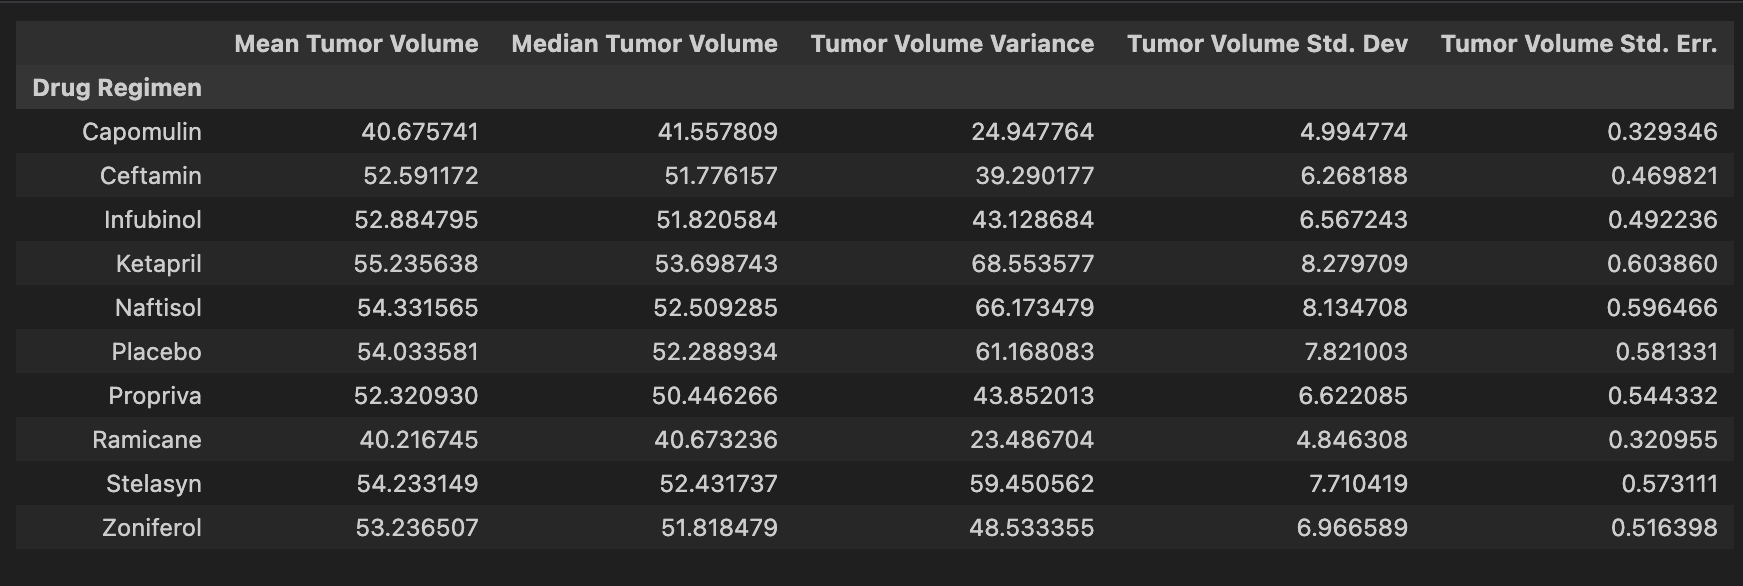 Mean Tumor Volume Median Tumor Volume Tumor Volume Variance Tumor Volume Std. Dev Tumor Volume Std. Err.
Drug Regimen
Capomulin 40.675741 41.557809 24.947764 4.994774 0.329346
Ceftamin 52.591172 51.776157 39.290177 6.268188 0.469821
Infubinol 52.884795 51.820584 43.128684 6.567243 0.492236
Ketapril 55.235638 53.698743 68.553577 8.279709 0.603860
Naftisol 54.331565 52.509285 66.173479 8.134708 0.596466
Placebo 54.033581 52.288934 61.168083 7.821003 0.581331
Propriva 52.320930 50.446266 43.852013 6.622085 0.544332
Ramicane 40.216745 40.673236 23.486704 4.846308 0.320955
Stelasyn 54.233149 52.431737 59.450562 7.710419 0.573111
Zoniferol 53.236507 51.818479 48.533355 6.966589 0.516398